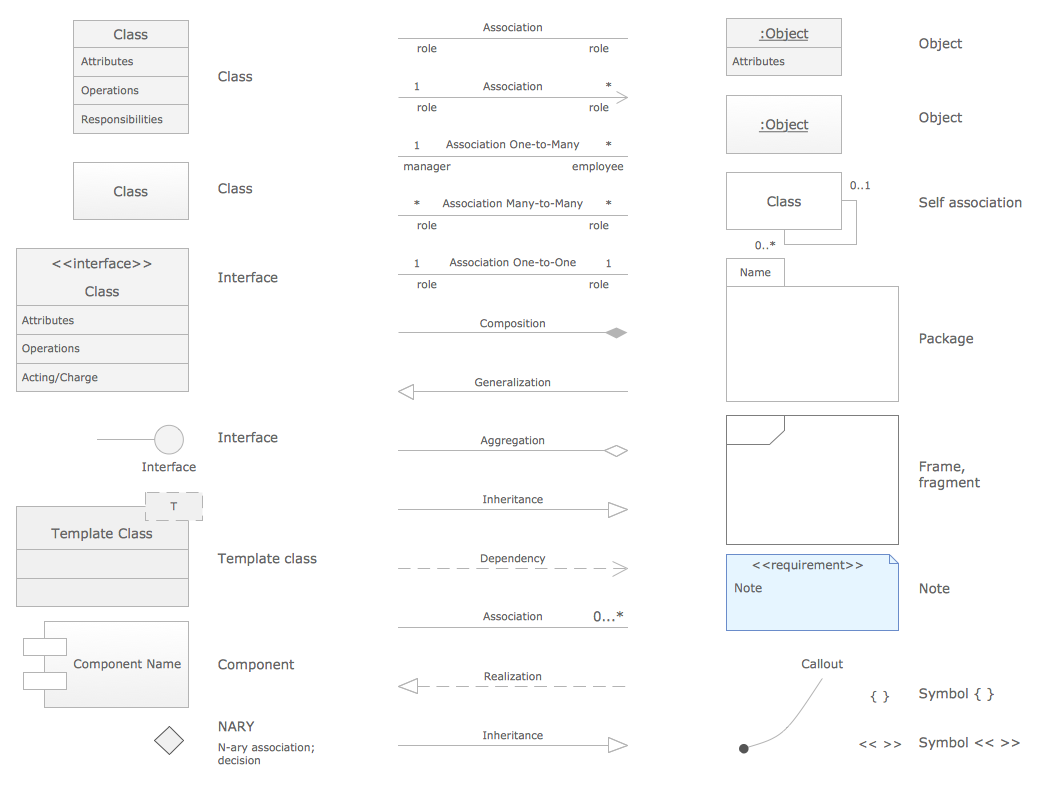 Class
Attributes
Operations
Responsibilities
Class
Class
Class
<<interface>>
Class
Attributes
Operations
Acting/Charge
Interface
Interface
Interface
T
Template Class
Template class
Component Name
Component
NARY
N-ary association;
decision
Association
role role
1 Association *
role role
1 Association One-to-Many *
manager employee
* Association Many-to-Many *
role role
1 Association One-to-One 1
role role
Composition
Generalization
Aggregation
Inheritance
Dependency
Association 0...*
Realization
Inheritance
:Object
Attributes
Object
:Object
Object
0..1
Class
Self association
0..*
Name
Package
Frame,
fragment
<<requirement>>
Note
Note
Callout
{ } Symbol { }
<< >> Symbol << >>